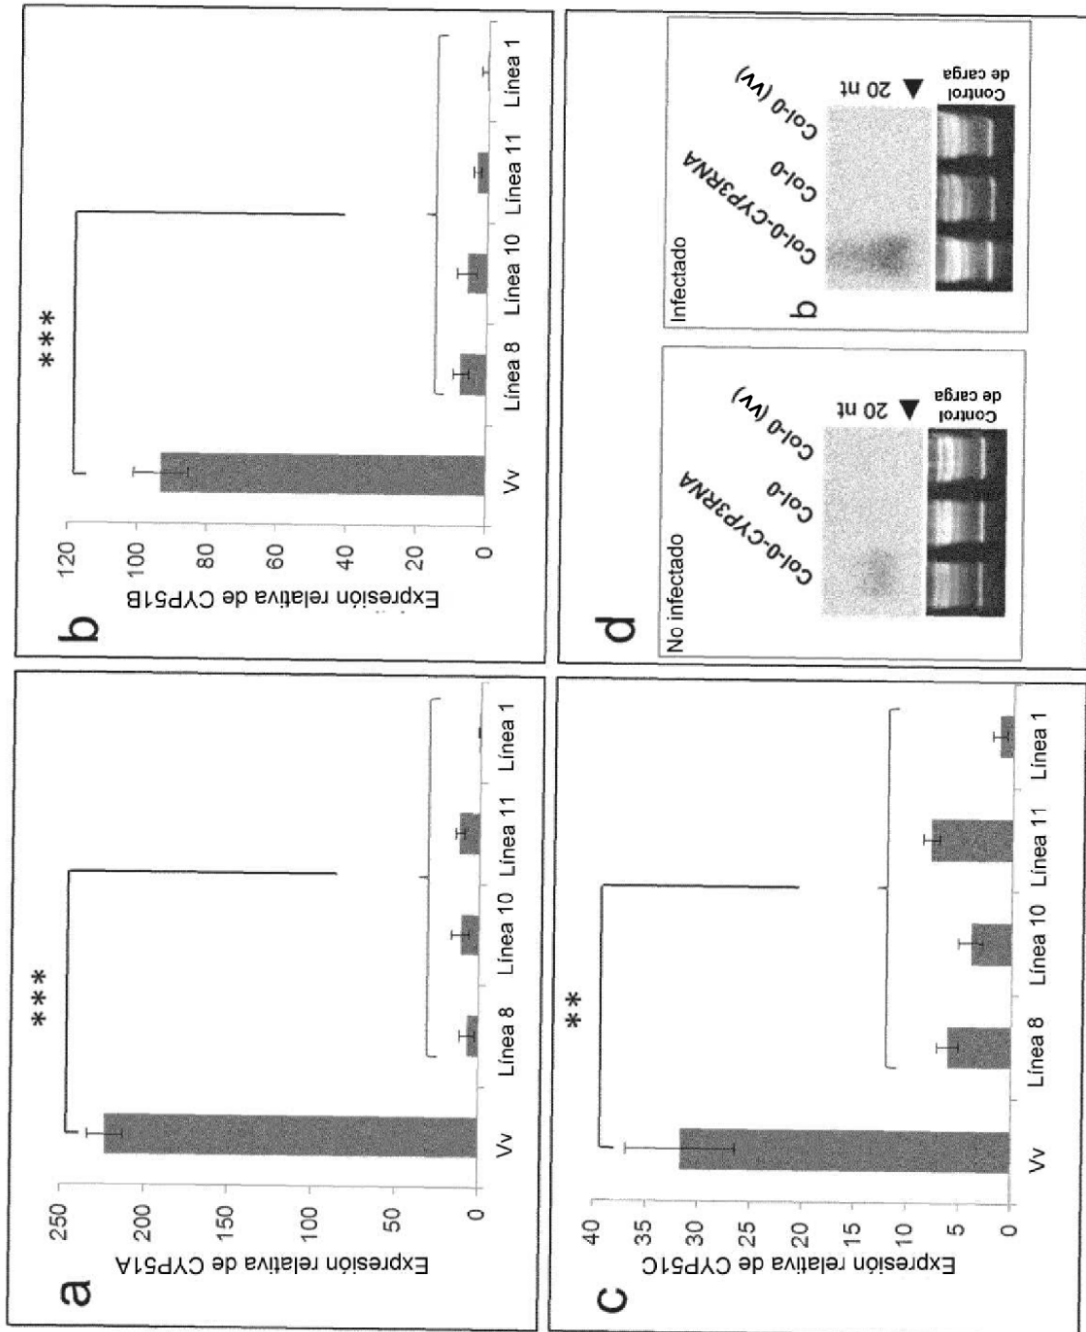 a
Expresión relativa de CYP51A
250
200
150
100
50
0
***
Vv
Línea 8
Línea 10
Línea 11
Línea 1
b
Expresión relativa de CYP51B
120
100
80
60
40
20
0
***
Vv
Línea 8
Línea 10
Línea 11
Línea 1
c
Expresión relativa de CYP51C
40
35
30
25
20
15
10
5
0
**
Vv
Línea 8
Línea 10
Línea 11
Línea 1
d
No infectado
Col-0-CYP3RNA
Col-0
Col-0 (vv)
20 nt
Control
de carga
Infectado
b
Col-0-CYP3RNA
Col-0
Col-0 (vv)
20 nt
Control
de carga